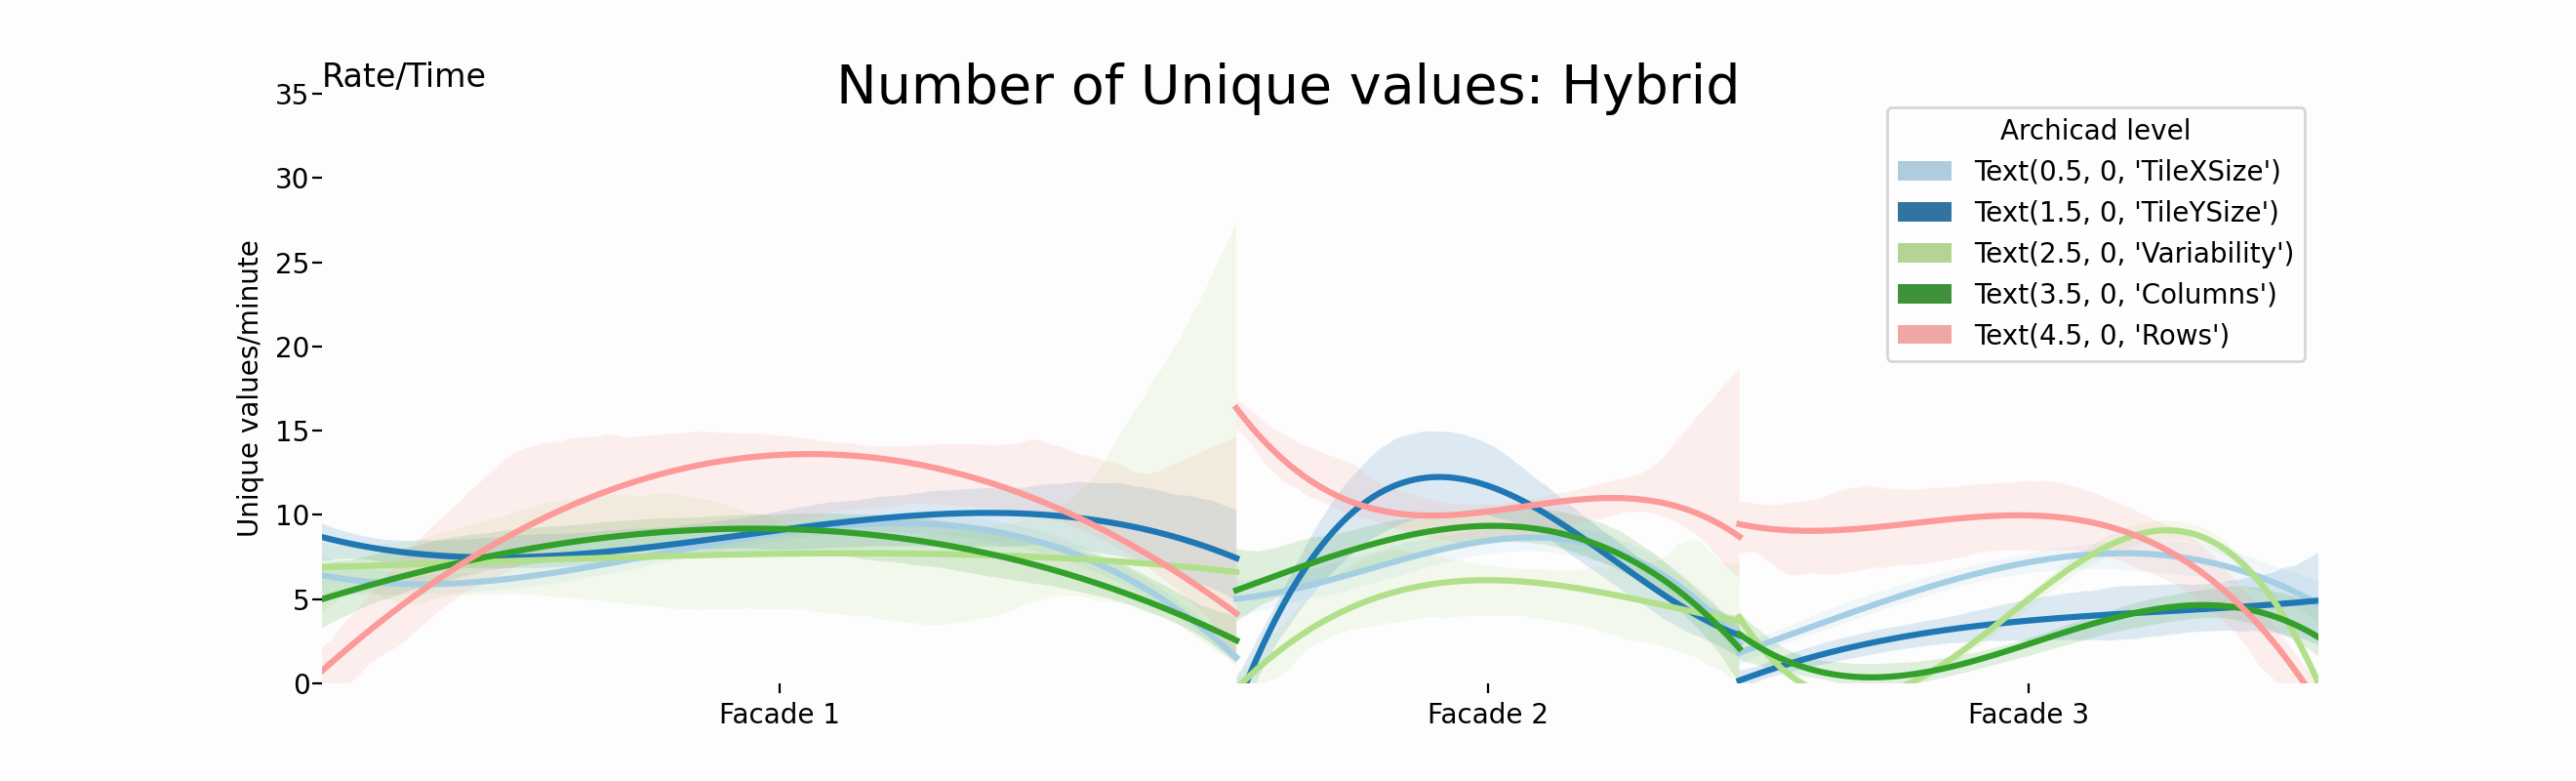 Rate/Time
Number of Unique values: Hybrid
35
30
25
20
15
10
5
0
Unique values/minute
Archicad level
Text(0.5, 0, 'TileXSize')
Text(1.5, 0, 'TileYSize')
Text(2.5, 0, 'Variability')
Text(3.5, 0, 'Columns')
Text(4.5, 0, 'Rows')
Facade 1
Facade 2
Facade 3